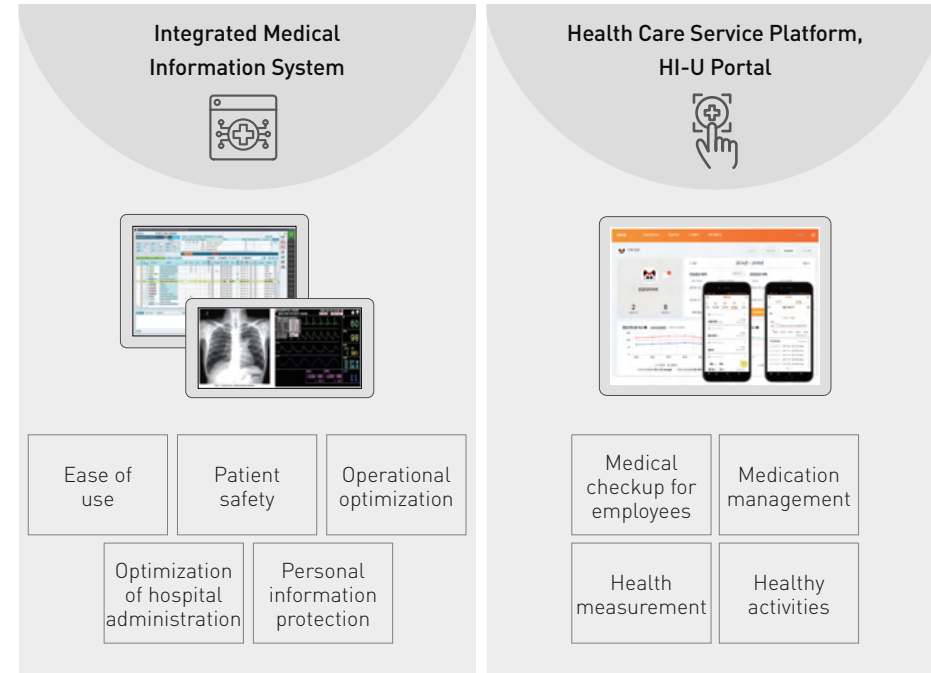 Integrated Medical
Information System
Ease of
use
Patient
safety
Operational
optimization
Optimization
of hospital
administration
Personal
information
protection
Health Care Service Platform,
HI-U Portal
Medical
checkup for
employees
Medication
management
Health
measurement
Healthy
activities